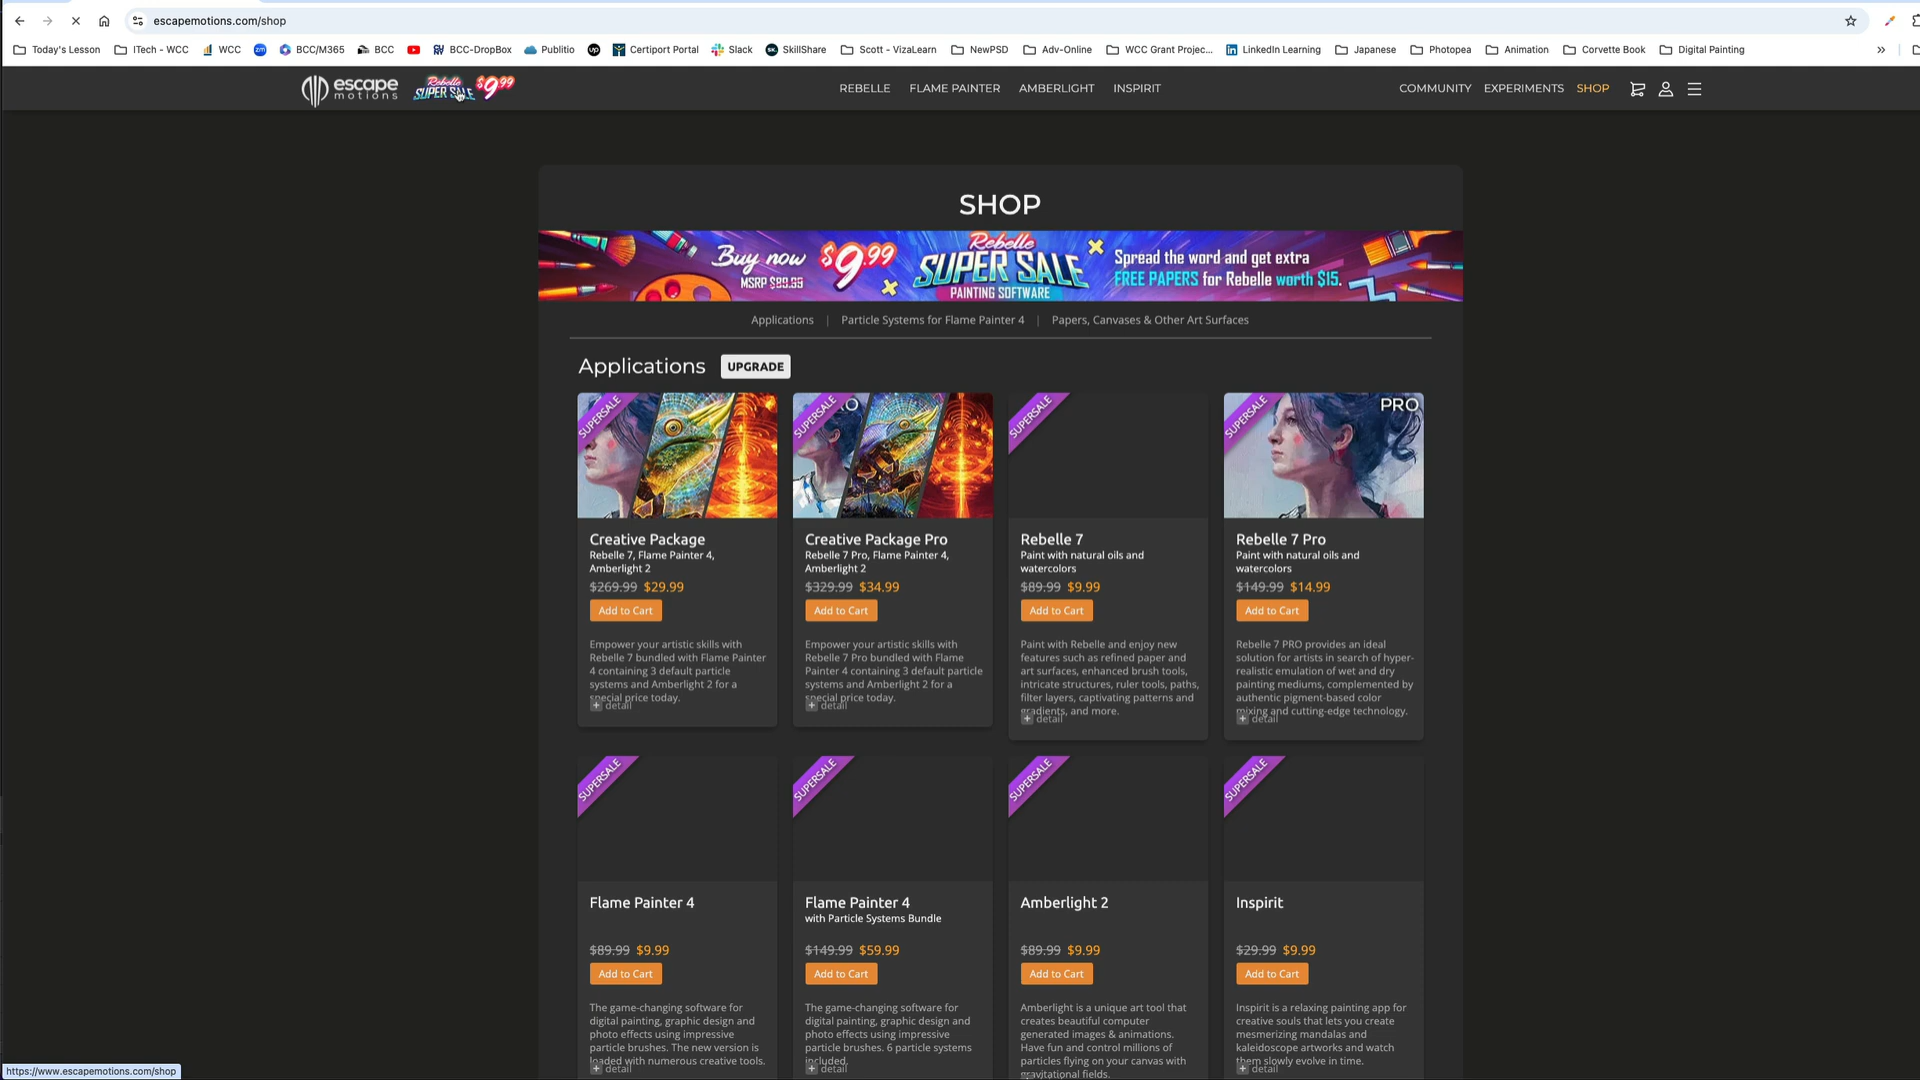 escapemotions.com/shop
Today's Lesson
ITech - WCC
WCC
zm
BCC/M365
BCC
BCC-DropBox
Publitio
up
Certiport Portal
Slack
SK.
SkillShare
Scott - VizaLearn
NewPSD
Adv-Online
WCC Grant Projec...
LinkedIn Learning
Japanese
Photopea
Animation
Corvette Book
Digital Painting
escape
motions
Rebelle
SUPER SALE
$9.99
REBELLE
FLAME PAINTER
AMBERLIGHT
INSPIRIT
COMMUNITY
EXPERIMENTS
SHOP
SHOP
Buy now
MSRP $89.99
$9.99
Rebelle
SUPER SALE
PAINTING SOFTWARE
Spread the word and get extra
FREE PAPERS for Rebelle worth $15.
Applications | Particle Systems for Flame Painter 4 | Papers, Canvases & Other Art Surfaces
Applications
UPGRADE
SUPERSALE
Creative Package
Rebelle 7, Flame Painter 4,
Amberlight 2
$269.99 $29.99
Add to Cart
Empower your artistic skills with
Rebelle 7 bundled with Flame Painter
4 containing 3 default particle
systems and Amberlight 2 for a
special price today.
+ detail
SUPERSALE
Creative Package Pro
Rebelle 7 Pro, Flame Painter 4,
Amberlight 2
$329.99 $34.99
Add to Cart
Empower your artistic skills with
Rebelle 7 Pro bundled with Flame
Painter 4 containing 3 default particle
systems and Amberlight 2 for a
special price today.
+ detail
SUPERSALE
Rebelle 7
Paint with natural oils and
watercolors
$89.99 $9.99
Add to Cart
Paint with Rebelle and enjoy new
features such as refined paper and
art surfaces, enhanced brush tools,
intricate structures, ruler tools, paths,
filter layers, captivating patterns and
gradients, and more.
+ detail
SUPERSALE
PRO
Rebelle 7 Pro
Paint with natural oils and
watercolors
$149.99 $14.99
Add to Cart
Rebelle 7 PRO provides an ideal
solution for artists in search of hyper-
realistic emulation of wet and dry
painting mediums, complemented by
authentic pigment-based color
mixing and cutting-edge technology.
+ detail
SUPERSALE
Flame Painter 4
$89.99 $9.99
Add to Cart
The game-changing software for
digital painting, graphic design and
photo effects using impressive
particle brushes. The new version is
loaded with numerous creative tools.
+ detail
SUPERSALE
Flame Painter 4
with Particle Systems Bundle
$149.99 $59.99
Add to Cart
The game-changing software for
digital painting, graphic design and
photo effects using impressive
particle brushes. 6 particle systems
included.
+ detail
SUPERSALE
Amberlight 2
$89.99 $9.99
Add to Cart
Amberlight is a unique art tool that
creates beautiful computer
generated images & animations.
Have fun and control millions of
particles flying on your canvas with
gravitational fields.
SUPERSALE
Inspirit
$29.99 $9.99
Add to Cart
Inspirit is a relaxing painting app for
creative souls that lets you create
mesmerizing mandalas and
kaleidoscope artworks and watch
them slowly evolve in time.
+ detail
https://www.escapemotions.com/shop